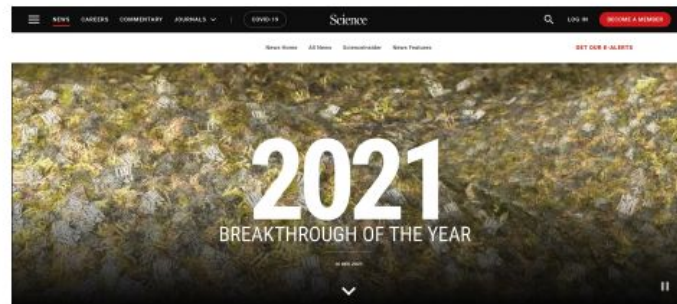 NEWS CAREERS COMMENTARY JOURNALS COVID-19 Science LOG IN BECOME A MEMBER
News Home All News ScienceInsider News Features GET OUR E-ALERTS
2021
BREAKTHROUGH OF THE YEAR